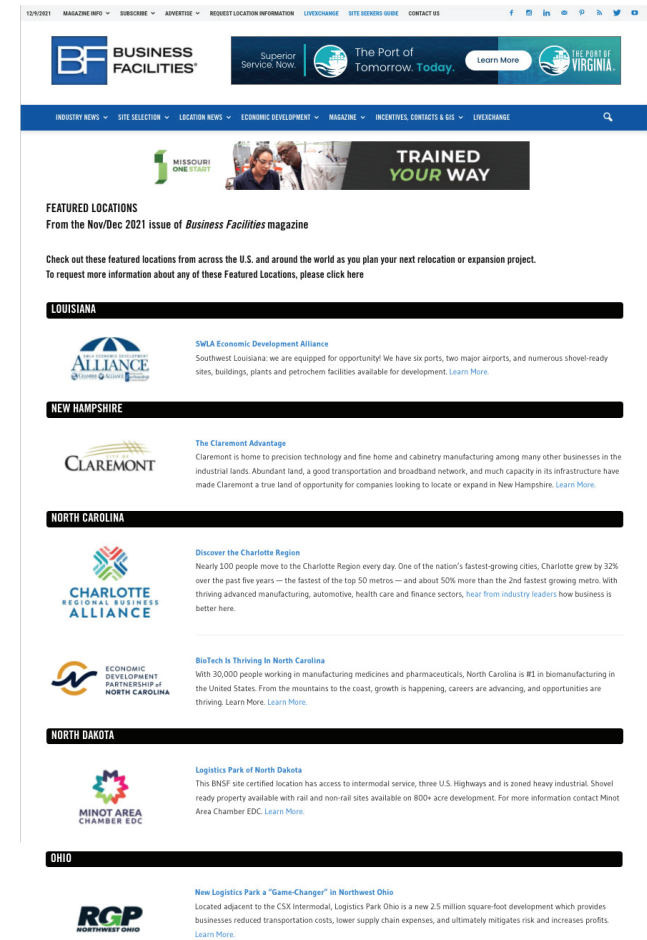 12/9/2021 MAGAZINE INFO SUBSCRIBE ADVERTISE REQUEST LOCATION INFORMATION LIVEXCHANGE SITE SEEKERS GUIDE CONTACT US
BF BUSINESS FACILITIES®
Superior Service. Now.
The Port of Tomorrow. Today.
Learn More
THE PORT OF VIRGINIA.
INDUSTRY NEWS SITE SELECTION LOCATION NEWS ECONOMIC DEVELOPMENT MAGAZINE INCENTIVES, CONTACTS & GIS LIVEXCHANGE
MISSOURI ONE START
TRAINED
YOUR WAY
FEATURED LOCATIONS
From the Nov/Dec 2021 issue of Business Facilities magazine
Check out these featured locations from across the U.S. and around the world as you plan your next relocation or expansion project.
To request more information about any of these Featured Locations, please click here
LOUISIANA
SWLA ECONOMIC DEVELOPMENT
ALLIANCE
SWLA Economic Development Alliance
Southwest Louisiana: we are equipped for opportunity! We have six ports, two major airports, and numerous shovel-ready
sites, buildings, plants and petrochem facilities available for development. Learn More.
NEW HAMPSHIRE
CITY OF
CLAREMONT
The Claremont Advantage
Claremont is home to precision technology and fine home and cabinetry manufacturing among many other businesses in the
industrial lands. Abundant land, a good transportation and broadband network, and much capacity in its infrastructure have
made Claremont a true land of opportunity for companies looking to locate or expand in New Hampshire. Learn More.
NORTH CAROLINA
CHARLOTTE
REGIONAL BUSINESS
ALLIANCE
Discover the Charlotte Region
Nearly 100 people move to the Charlotte Region every day. One of the nation's fastest-growing cities, Charlotte grew by 32%
over the past five years — the fastest of the top 50 metros — and about 50% more than the 2nd fastest growing metro. With
thriving advanced manufacturing, automotive, health care and finance sectors, hear from industry leaders how business is
better here.
ECONOMIC
DEVELOPMENT
PARTNERSHIP of
NORTH CAROLINA
BioTech Is Thriving In North Carolina
With 30,000 people working in manufacturing medicines and pharmaceuticals, North Carolina is #1 in biomanufacturing in
the United States. From the mountains to the coast, growth is happening, careers are advancing, and opportunities are
thriving. Learn More. Learn More.
NORTH DAKOTA
MINOT AREA
CHAMBER EDC
Logistics Park of North Dakota
This BNSF site certified location has access to intermodal service, three U.S. Highways and is zoned heavy industrial. Shovel
ready property available with rail and non-rail sites available on 800+ acre development. For more information contact Minot
Area Chamber EDC. Learn More.
OHIO
RGP
NORTHWEST OHIO
New Logistics Park a "Game-Changer" in Northwest Ohio
Located adjacent to the CSX Intermodal, Logistics Park Ohio is a new 2.5 million square-foot development which provides
businesses reduced transportation costs, lower supply chain expenses, and ultimately mitigates risk and increases profits.
Learn More.